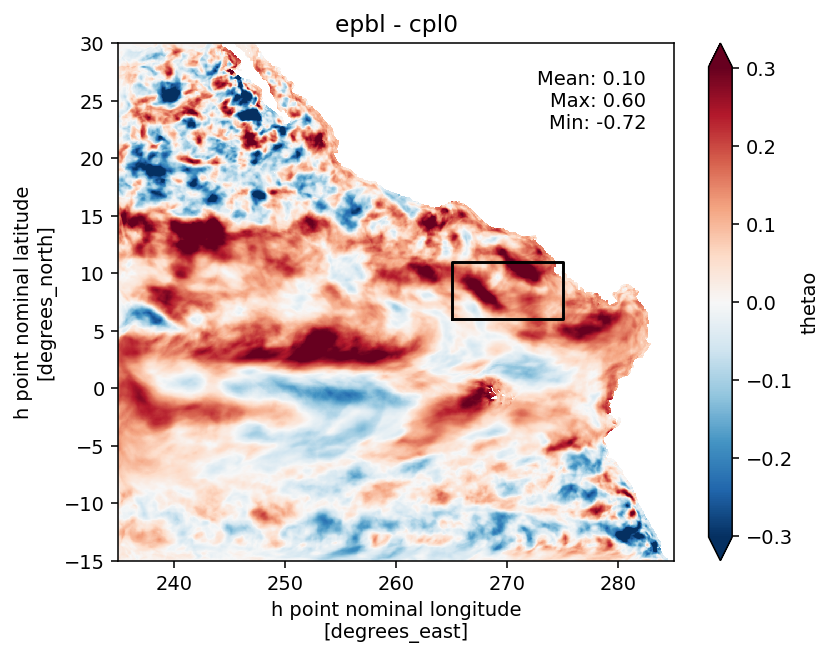 epbl - cpl0
Mean: 0.10
Max: 0.60
Min: -0.72
30
25
20
15
10
5
0
−5
−10
−15
h point nominal latitude
[degrees_north]
240
250
260
270
280
h point nominal longitude
[degrees_east]
0.3
0.2
0.1
0.0
−0.1
−0.2
−0.3
thetao